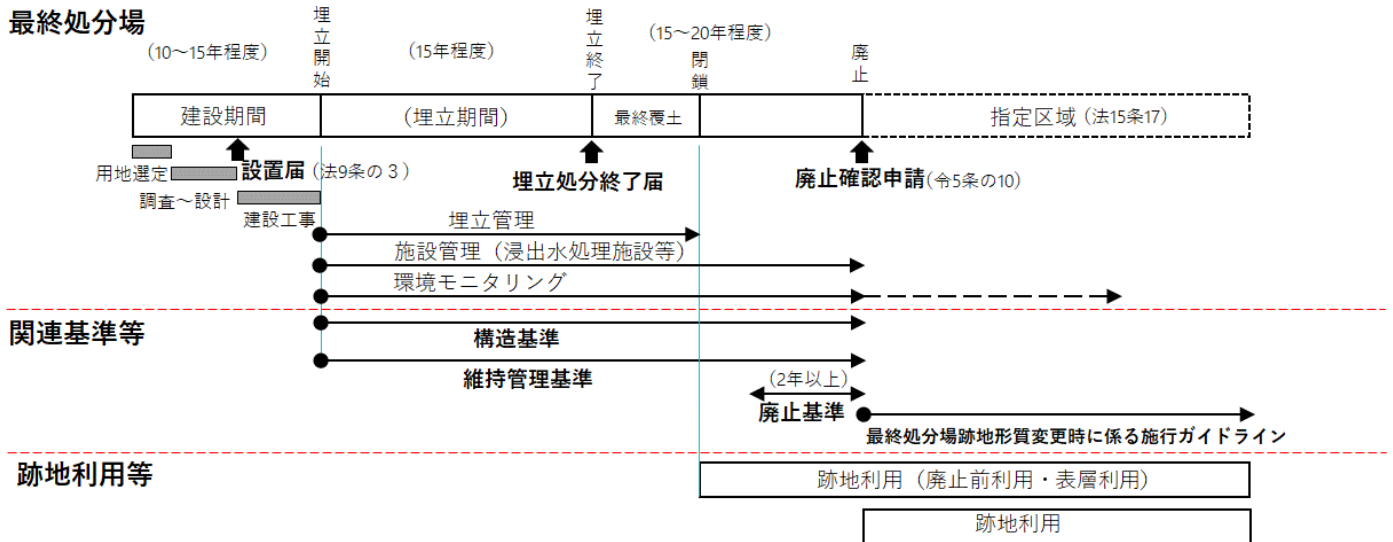 最終処分場
(10～15年程度)
埋立開始
(15年程度)
埋立終了
(15～20年程度)
閉鎖
廃止
建設期間
(埋立期間)
最終覆土
指定区域 (法15条17)
用地選定
設置届 (法9条の３)
埋立処分終了届
廃止確認申請(令5条の10)
調査～設計
建設工事
埋立管理
施設管理（浸出水処理施設等）
環境モニタリング
関連基準等
構造基準
維持管理基準
(2年以上)
廃止基準
最終処分場跡地形質変更時に係る施行ガイドライン
跡地利用等
跡地利用（廃止前利用・表層利用）
跡地利用